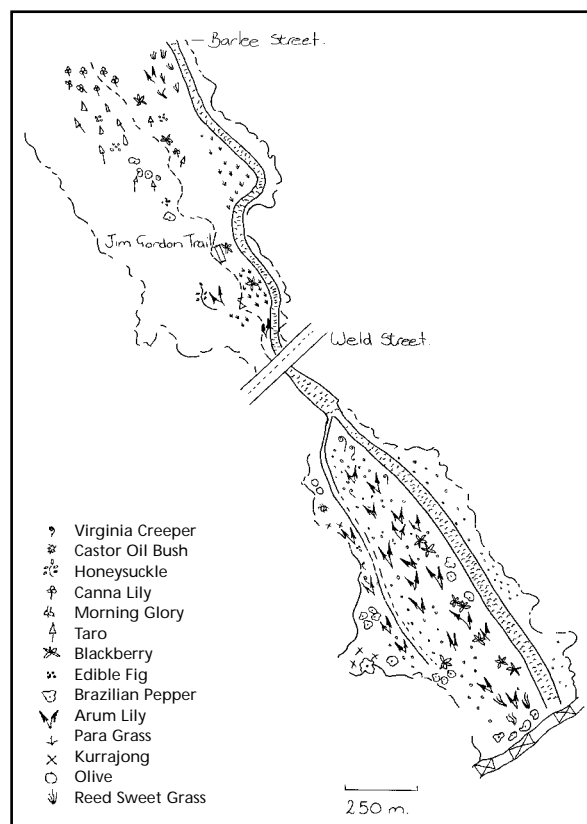 Barlee Street.
Jim Gordon Trail
Weld Street.
Virginia Creeper
Castor Oil Bush
Honeysuckle
Canna Lily
Morning Glory
Taro
Blackberry
Edible Fig
Brazilian Pepper
Arum Lily
Para Grass
Kurrajong
Olive
Reed Sweet Grass
250 m.